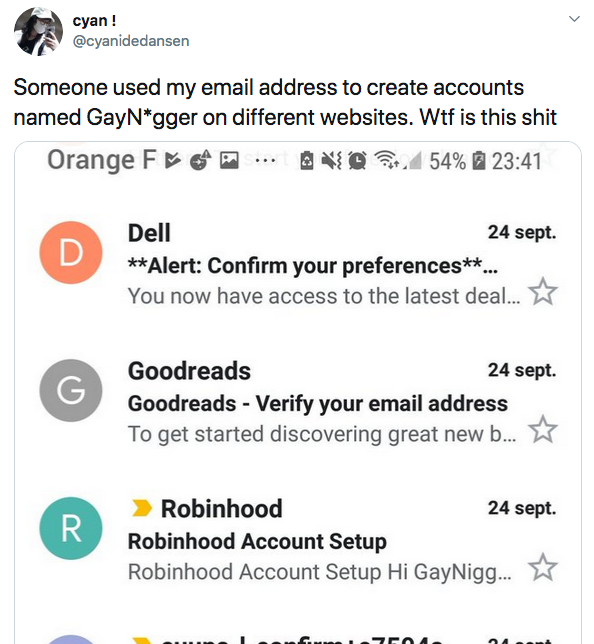 cyan !
@cyanidedansen
Someone used my email address to create accounts
named GayN*gger on different websites. Wtf is this shit
Orange F ... 54% 23:41
Dell 24 sept.
**Alert: Confirm your preferences**...
You now have access to the latest deal...
G
Goodreads 24 sept.
Goodreads - Verify your email address
To get started discovering great new b...
R
Robinhood 24 sept.
Robinhood Account Setup
Robinhood Account Setup Hi GayNigg...